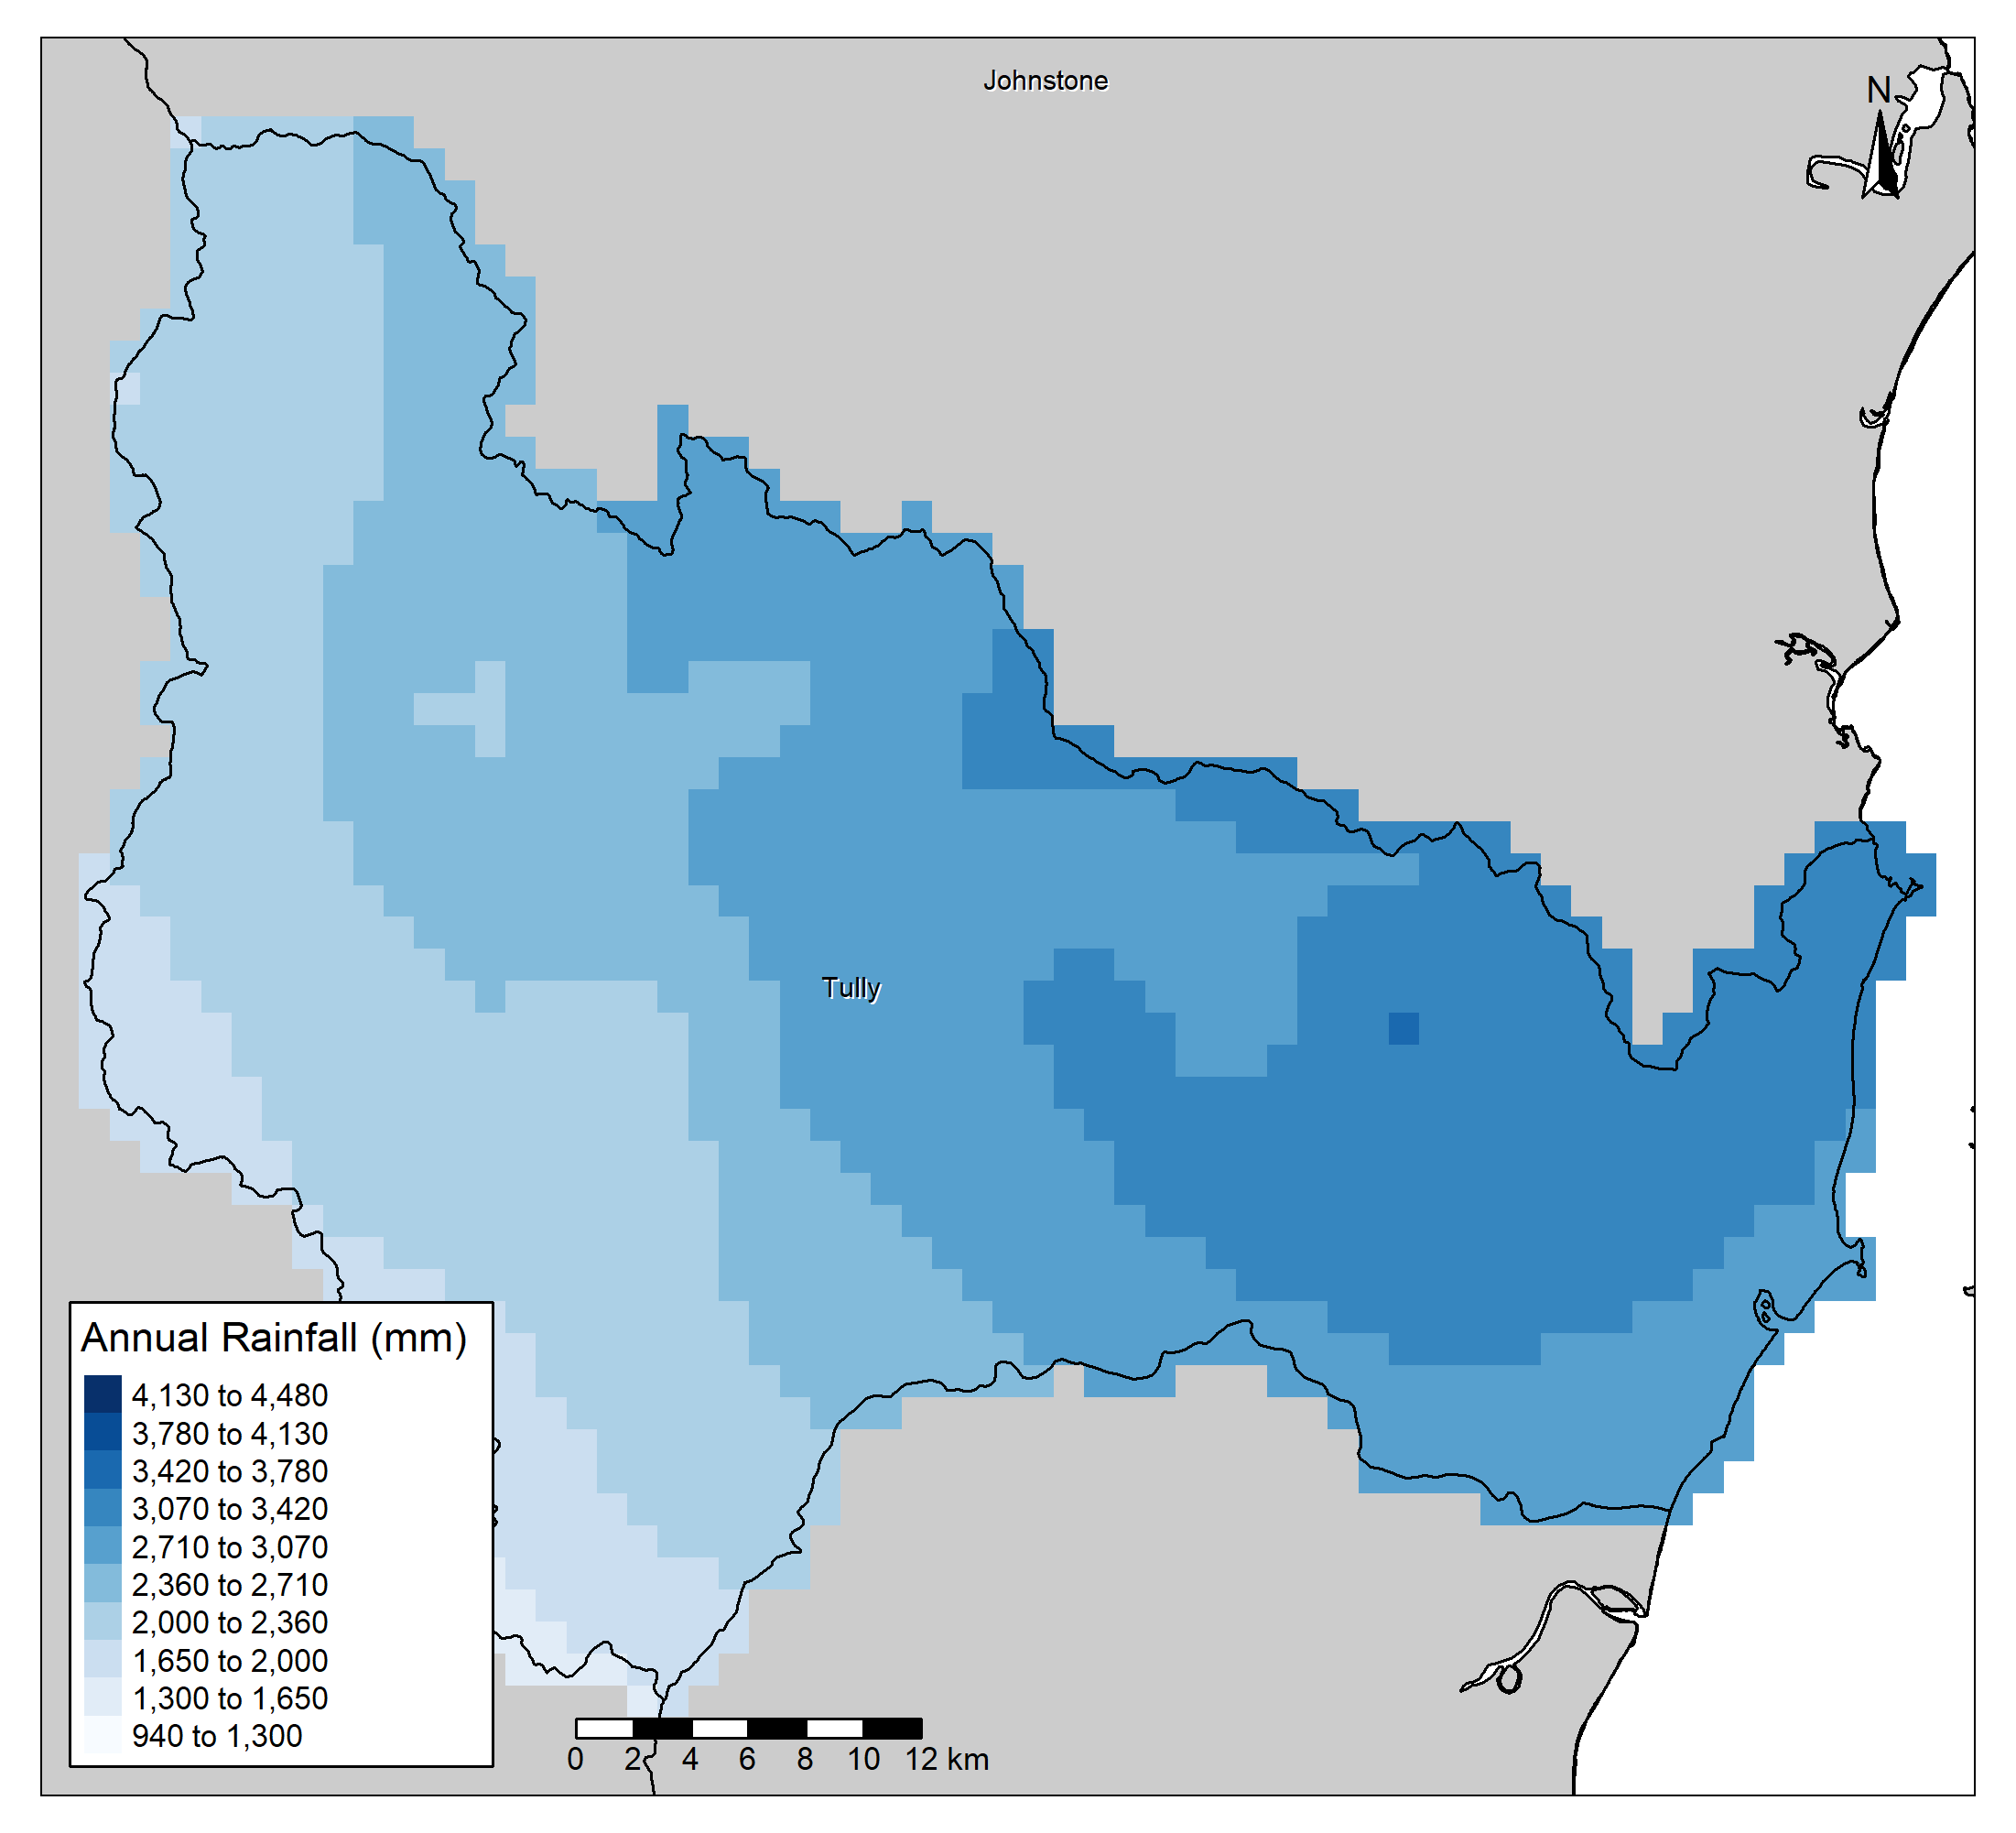 Johnstone
N
Tully
Annual Rainfall (mm)
4,130 to 4,480
3,780 to 4,130
3,420 to 3,780
3,070 to 3,420
2,710 to 3,070
2,360 to 2,710
2,000 to 2,360
1,650 to 2,000
1,300 to 1,650
940 to 1,300
0 2 4 6 8 10 12 km